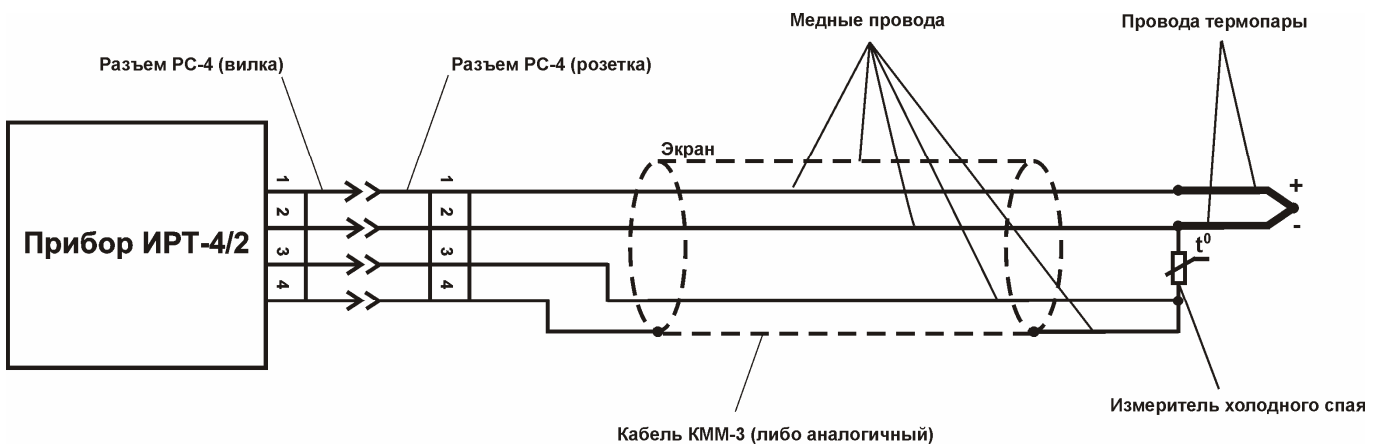 Медные провода
Провода термопары
Разъем РС-4 (вилка)
Разъем РС-4 (розетка)
Экран
1
2
3
4
1
2
3
4
Прибор ИРТ-4/2
+
-
t⁰
Измеритель холодного спая
Кабель КММ-3 (либо аналогичный)